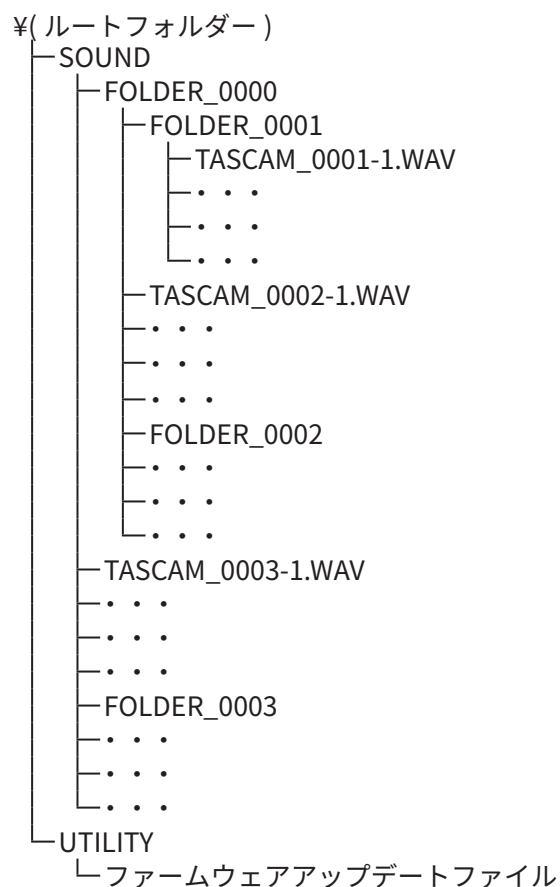 ¥( ルートフォルダー )
SOUND
FOLDER_0000
FOLDER_0001
TASCAM_0001-1.WAV
・・・
・・・
・・・
TASCAM_0002-1.WAV
・・・
・・・
・・・
FOLDER_0002
・・・
・・・
・・・
TASCAM_0003-1.WAV
・・・
・・・
・・・
FOLDER_0003
・・・
・・・
・・・
UTILITY
ファームウェアアップデートファイル